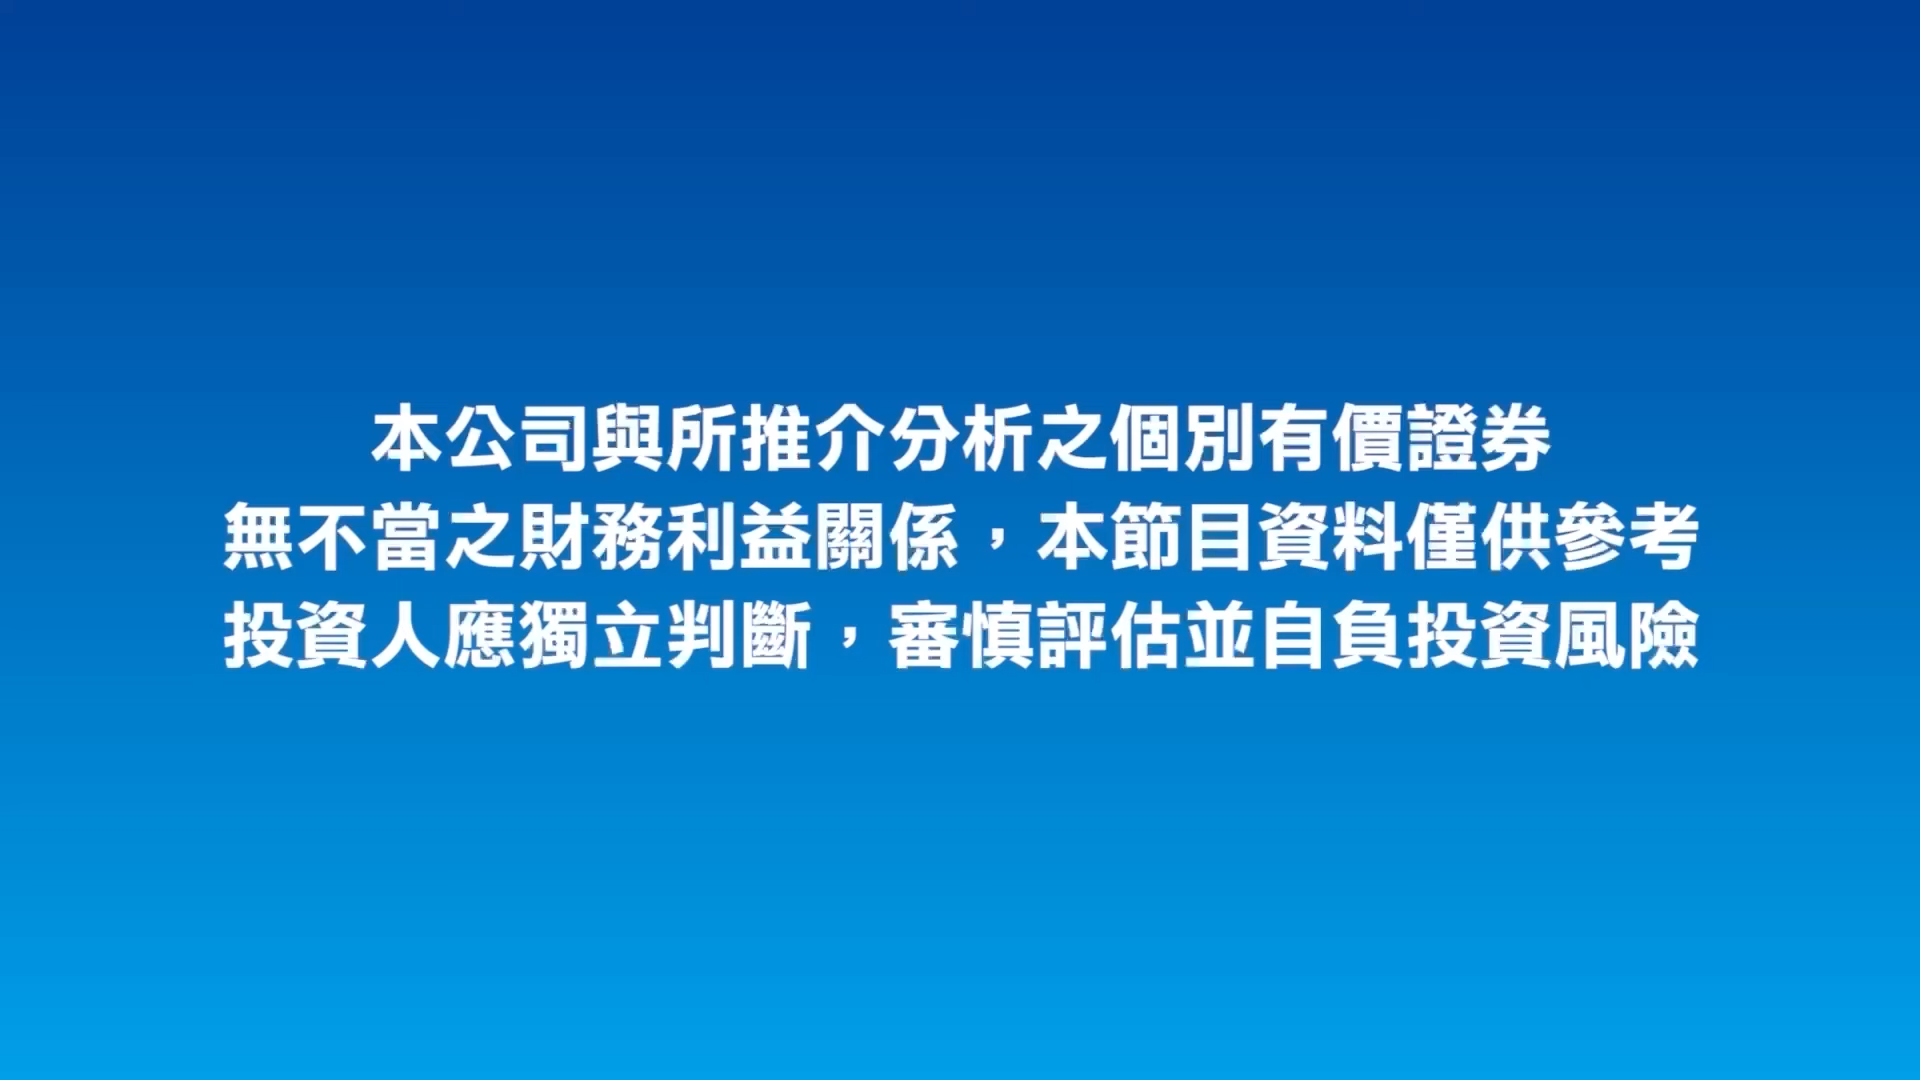 本公司與所推介分析之個別有價證券
無不當之財務利益關係，本節目資料僅供參考
投資人應獨立判斷，審慎評估並自負投資風險